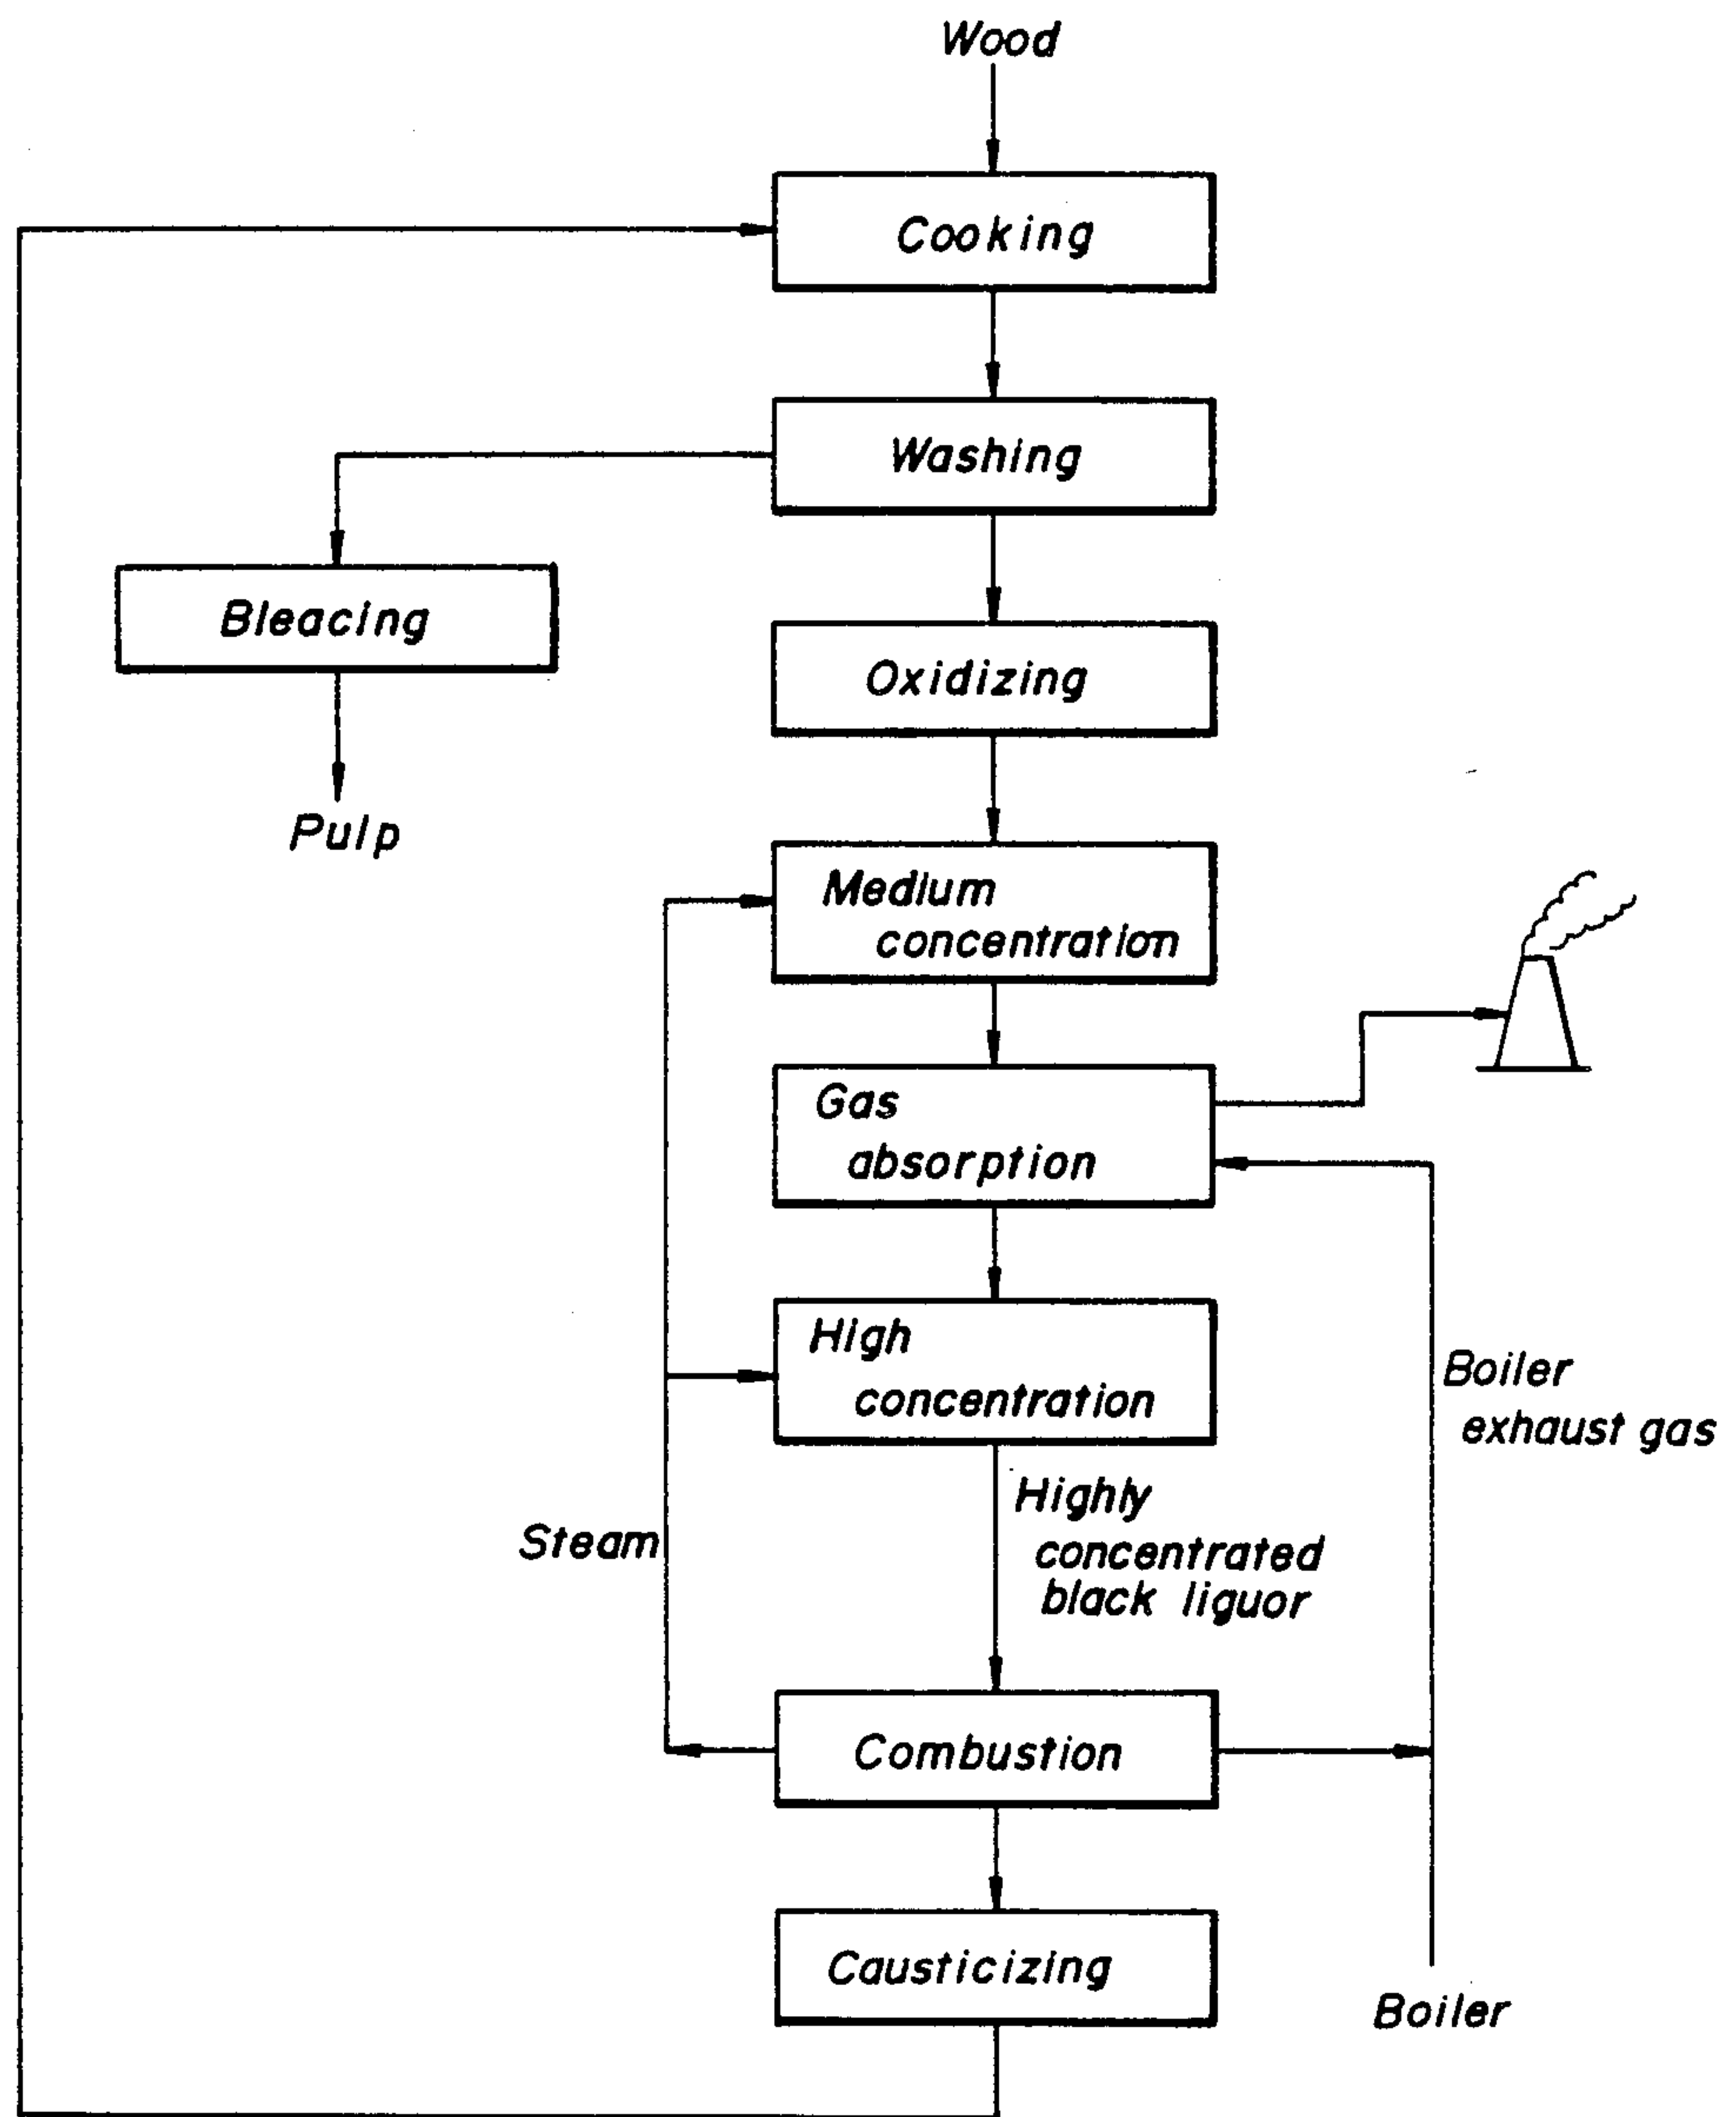 Wood
Cooking
Washing
Bleacing
Oxidizing
Pulp
Medium
concentration
Gas
absorption
High
concentration
Boiler
exhaust gas
Highly
concentrated
black liguor
Steam
Combustion
Causticizing
Boiler